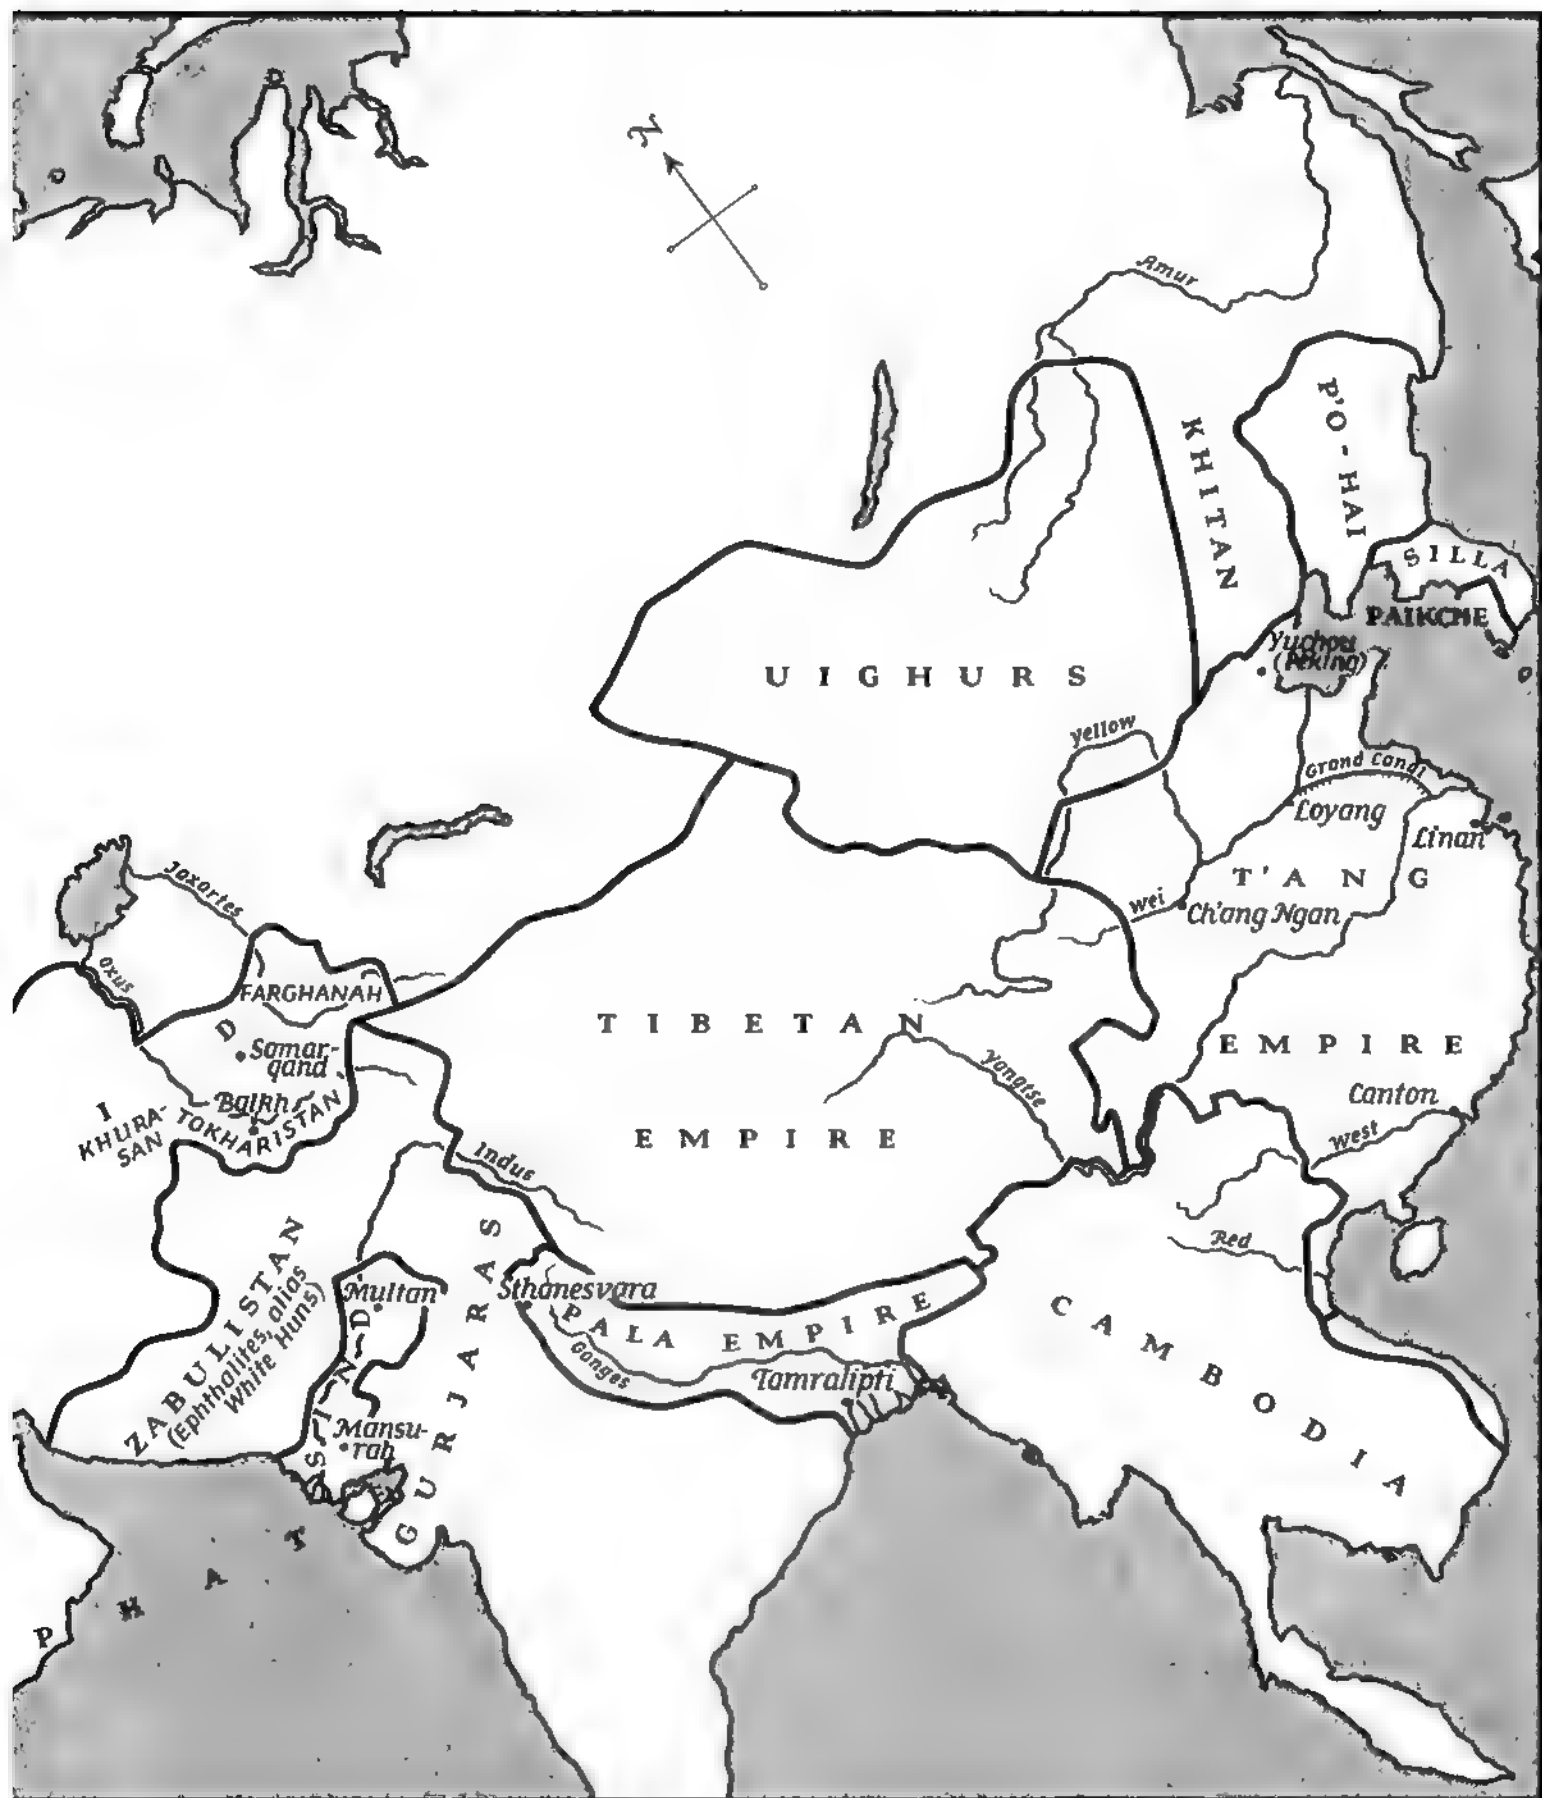 N
Amur
KHITAN
P'O-HAI
SILLA
PAIKCHE
Yuchou
(Peking)
UIGHURS
Yellow
Grand Canal
Loyang
Linan
T'ANG
Wei
Ch'ang Ngan
Jaxartes
Oxus
FARGHANAH
D
Samar-
qand
Balkh
TOKHARISTAN
I
KHURA-
SAN
TIBETAN
Yangtse
EMPIRE
EMPIRE
Canton
West
Red
Indus
ZABULISTAN
(Ephthalites, alias
White Huns)
Multan
SIND
Mansu-
rah
GURJARAS
Sthanesvara
PALA EMPIRE
Ganges
Tamralipti
CAMBODIA
P H A T